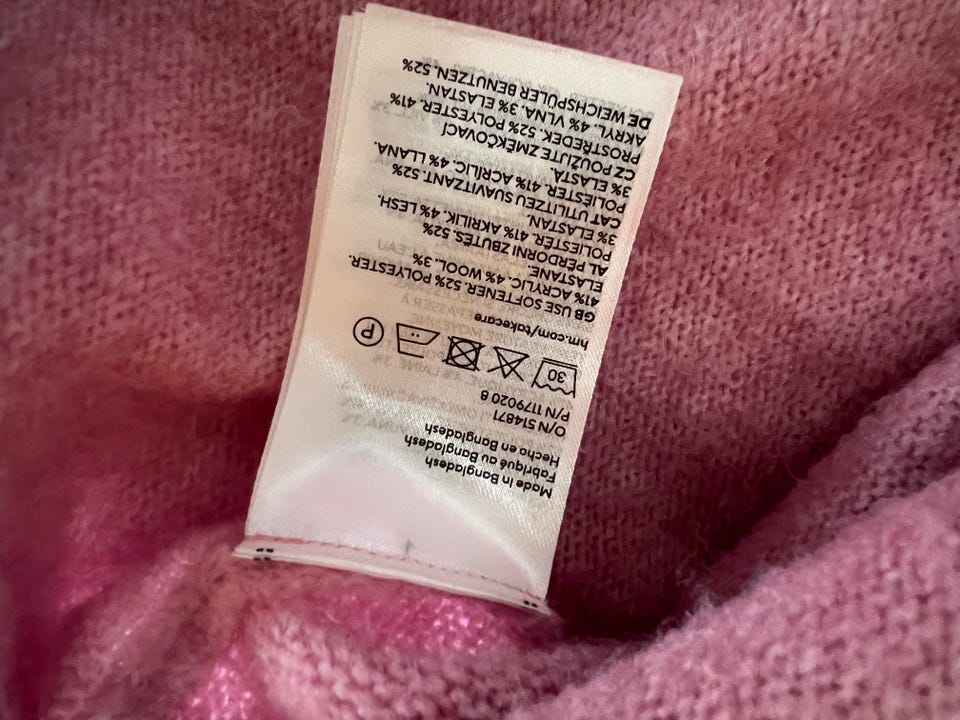 Made in Bangladesh
Fabriqué au Bangladesh
Hecho en Bangladesh
O/N 514871
P/N 1179020 8
30 P
hm.com/takecare
GB USE SOFTENER. 52% POLYESTER.
41% ACRYLIC. 4% WOOL. 3%
ELASTANE.
AL PËRDORNI ZBUTËS. 52%
POLIESTËR. 41% AKRILIK. 4% LESH.
3% ELASTAN.
CAT UTILITZEU SUAVITZANT. 52%
POLIÈSTER. 41% ACRÍLIC. 4% LLANA.
3% ELASTÀ.
CZ POUŽIJTE ZMĚKČOVACÍ
PROSTŘEDEK. 52% POLYESTER. 41%
AKRYL. 4% VLNA. 3% ELASTAN.
DE WEICHSPÜLER BENUTZEN. 52%